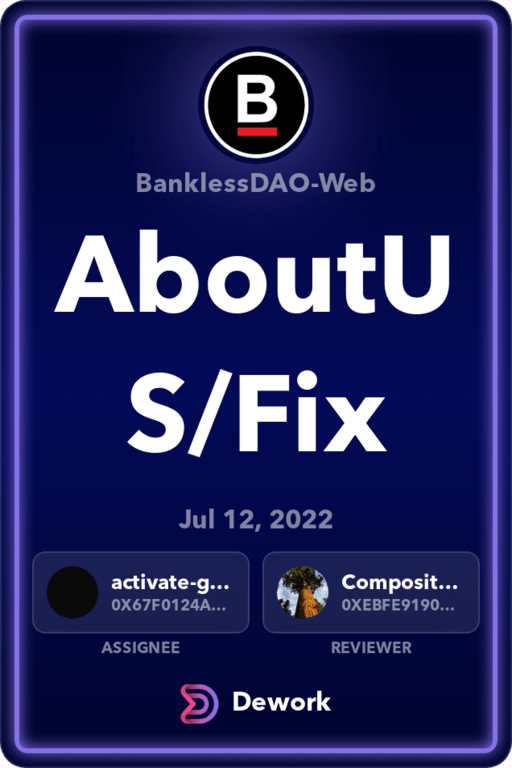 B
BanklessDAO-Web
AboutU
S/Fix
Jul 12, 2022
activate-g...
0X67F0124A...
ASSIGNEE
Composit...
0XEBFE9190...
REVIEWER
Dework